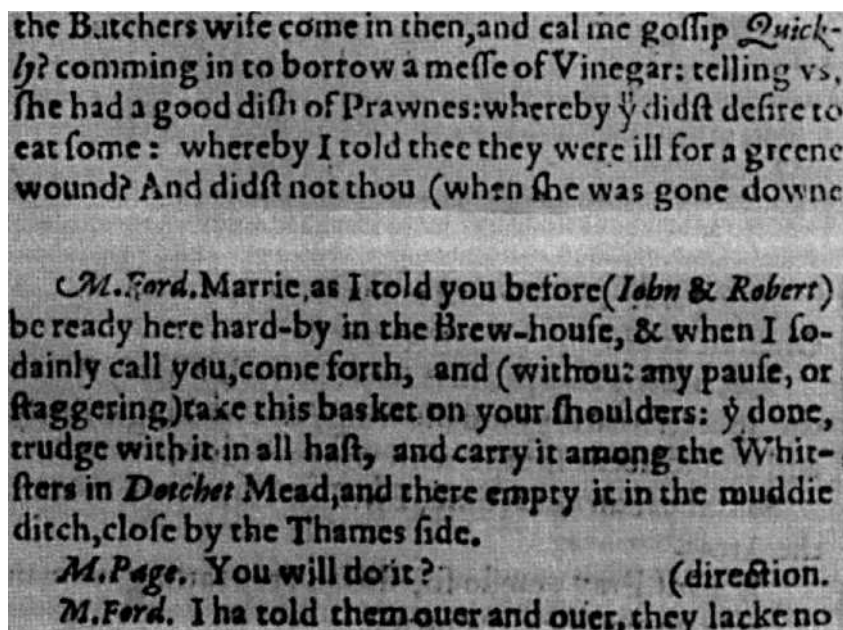 the Butchers wife come in then,and cal me gossip Quick-
ly? comming in to borrow a messe of Vinegar: telling vs,
she had a good dish of Prawnes:whereby yͧ didst desire to
eat some: whereby I told thee they were ill for a greene
wound? And didst not thou (when she was gone downe
M.Ford. Marrie,as I told you before(Iohn & Robert)
be ready here hard-by in the Brew-house, & when I so-
dainly call you,come forth, and (without any pause, or
staggering)take this basket on your shoulders: yͭ done,
trudge with it in all hast, and carry it among the Whit-
sters in Dotchet Mead,and there empty it in the muddie
ditch,close by the Thames side.
M.Page. You will do it? (direction.
M.Ford. I ha told them ouer and ouer,they lacke no